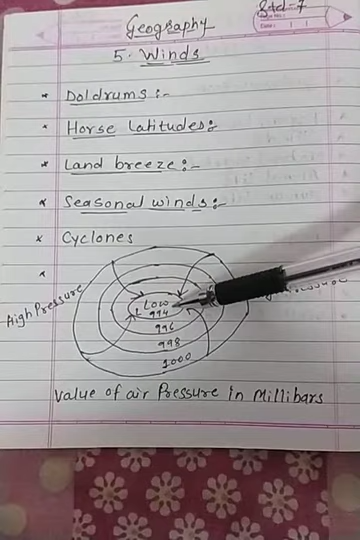 Geography
Std-7
5. Winds
* Doldrums :-
* Horse latitudes :-
* Land breeze :-
* Seasonal winds :-
* Cyclones
*
High Pressure
Low
L
994
996
998
1000
Value of air Pressure in Millibars